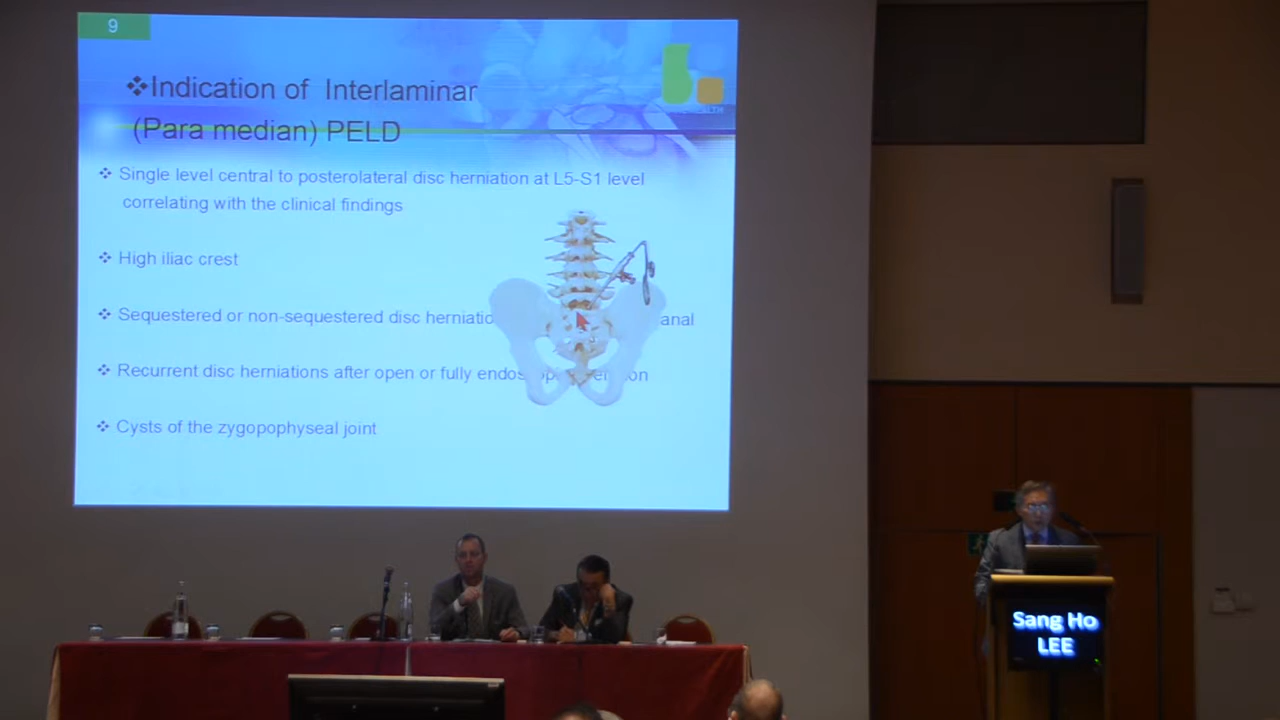 9
❖Indication of Interlaminar
(Para median) PELD
❖ Single level central to posterolateral disc herniation at L5-S1 level
correlating with the clinical findings
❖ High iliac crest
❖ Sequestered or non-sequestered disc herniatio anal
❖ Recurrent disc herniations after open or fully endos
❖ Cysts of the zygopophyseal joint
Sang Ho
LEE